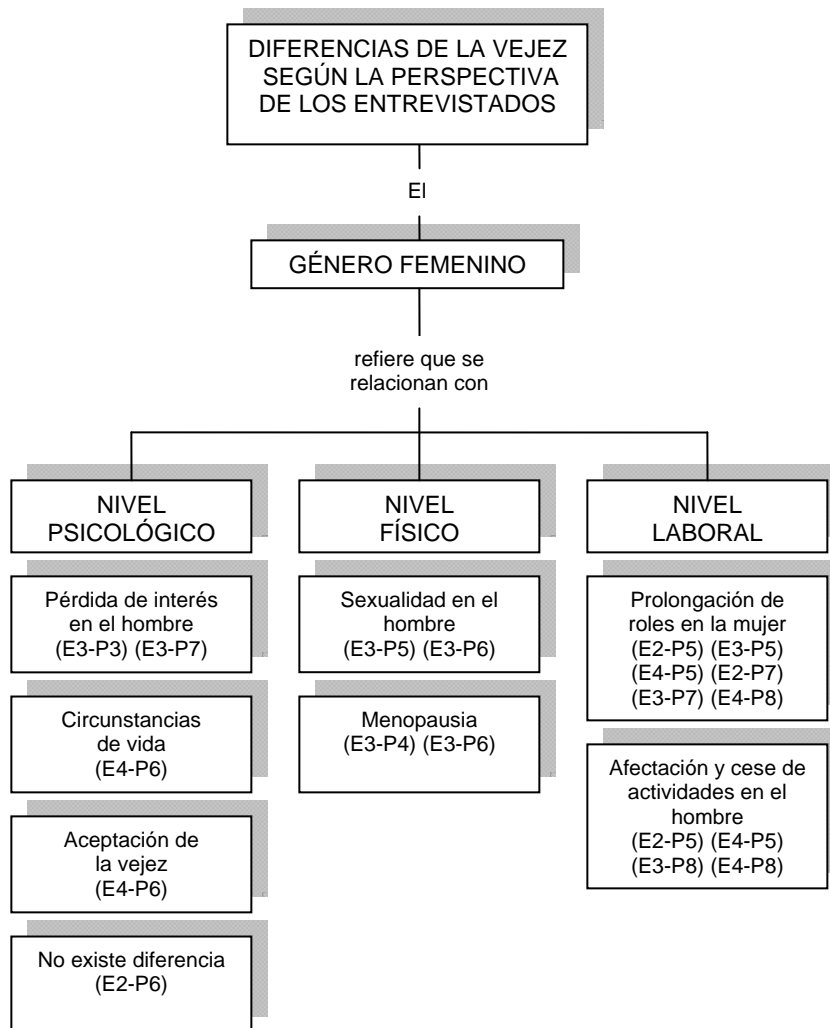 DIFERENCIAS DE LA VEJEZ
SEGÚN LA PERSPECTIVA
DE LOS ENTREVISTADOS
El
GÉNERO FEMENINO
refiere que se
relacionan con
NIVEL
PSICOLÓGICO
Pérdida de interés
en el hombre
(E3-P3) (E3-P7)
Circunstancias
de vida
(E4-P6)
Aceptación de
la vejez
(E4-P6)
No existe diferencia
(E2-P6)
NIVEL
FÍSICO
Sexualidad en el
hombre
(E3-P5) (E3-P6)
Menopausia
(E3-P4) (E3-P6)
NIVEL
LABORAL
Prolongación de
roles en la mujer
(E2-P5) (E3-P5)
(E4-P5) (E2-P7)
(E3-P7) (E4-P8)
Afectación y cese de
actividades en el
hombre
(E2-P5) (E4-P5)
(E3-P8) (E4-P8)